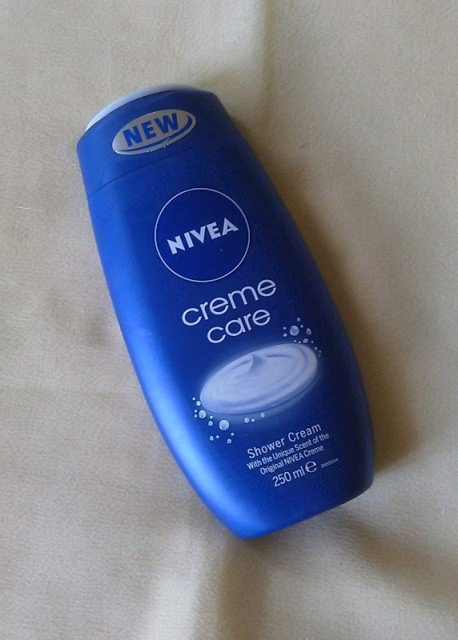 NEW
NIVEA
creme
care
Shower Cream
With the Unique Scent of the
Original NIVEA Creme
250 ml e